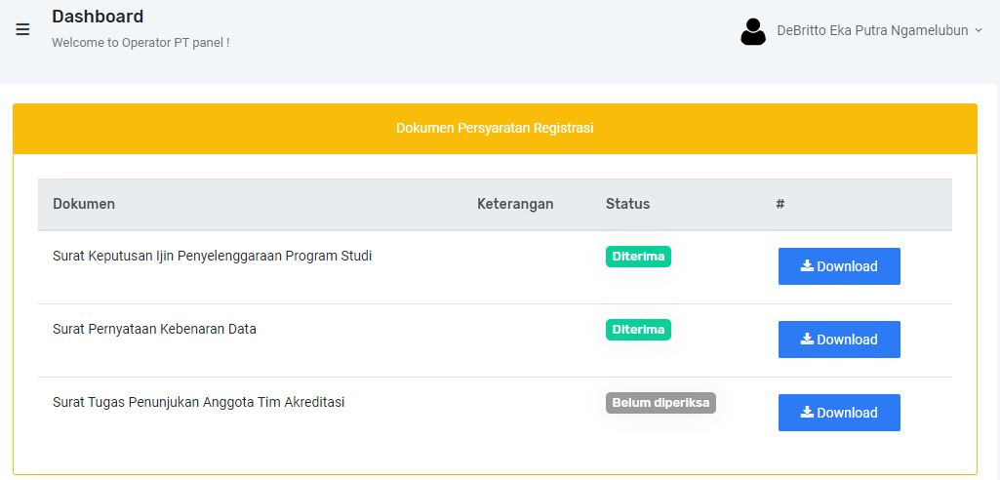 Dashboard
Welcome to Operator PT panel !
DeBritto Eka Putra Ngamelubun
Dokumen Persyaratan Registrasi
Dokumen Keterangan Status #
Surat Keputusan Ijin Penyelenggaraan Program Studi Diterima Download
Surat Pernyataan Kebenaran Data Diterima Download
Surat Tugas Penunjukan Anggota Tim Akreditasi Belum diperiksa Download